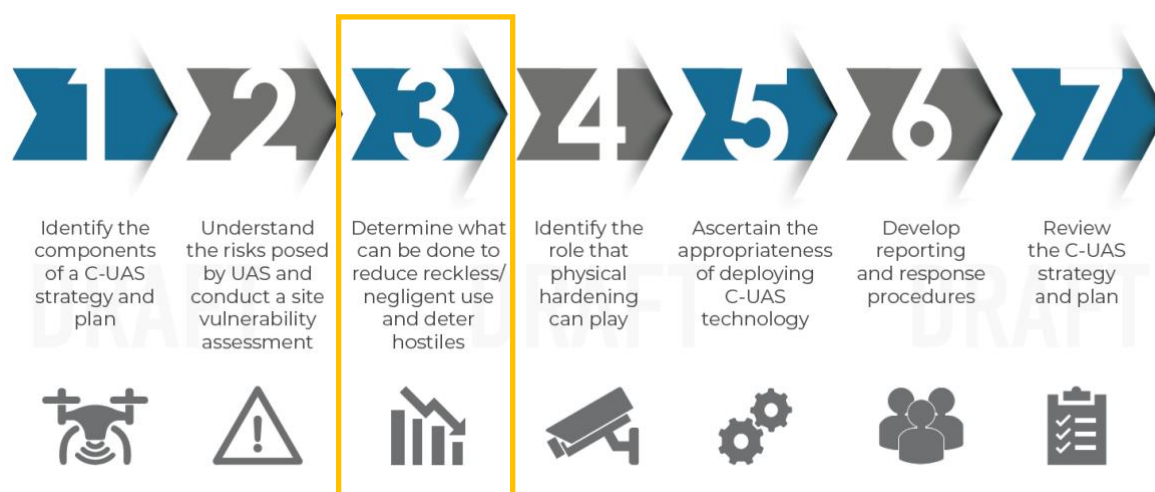 1
2
3
4
5
6
7
Identify the
components
of a C-UAS
strategy and
plan
Understand
the risks posed
by UAS and
conduct a site
vulnerability
assessment
Determine what
can be done to
reduce reckless/
negligent use
and deter
hostiles
Identify the
role that
physical
hardening
can play
Ascertain the
appropriateness
of deploying
C-UAS
technology
Develop
reporting
and response
procedures
Review
the C-UAS
strategy
and plan
DRAFT
DRAFT
DRAFT